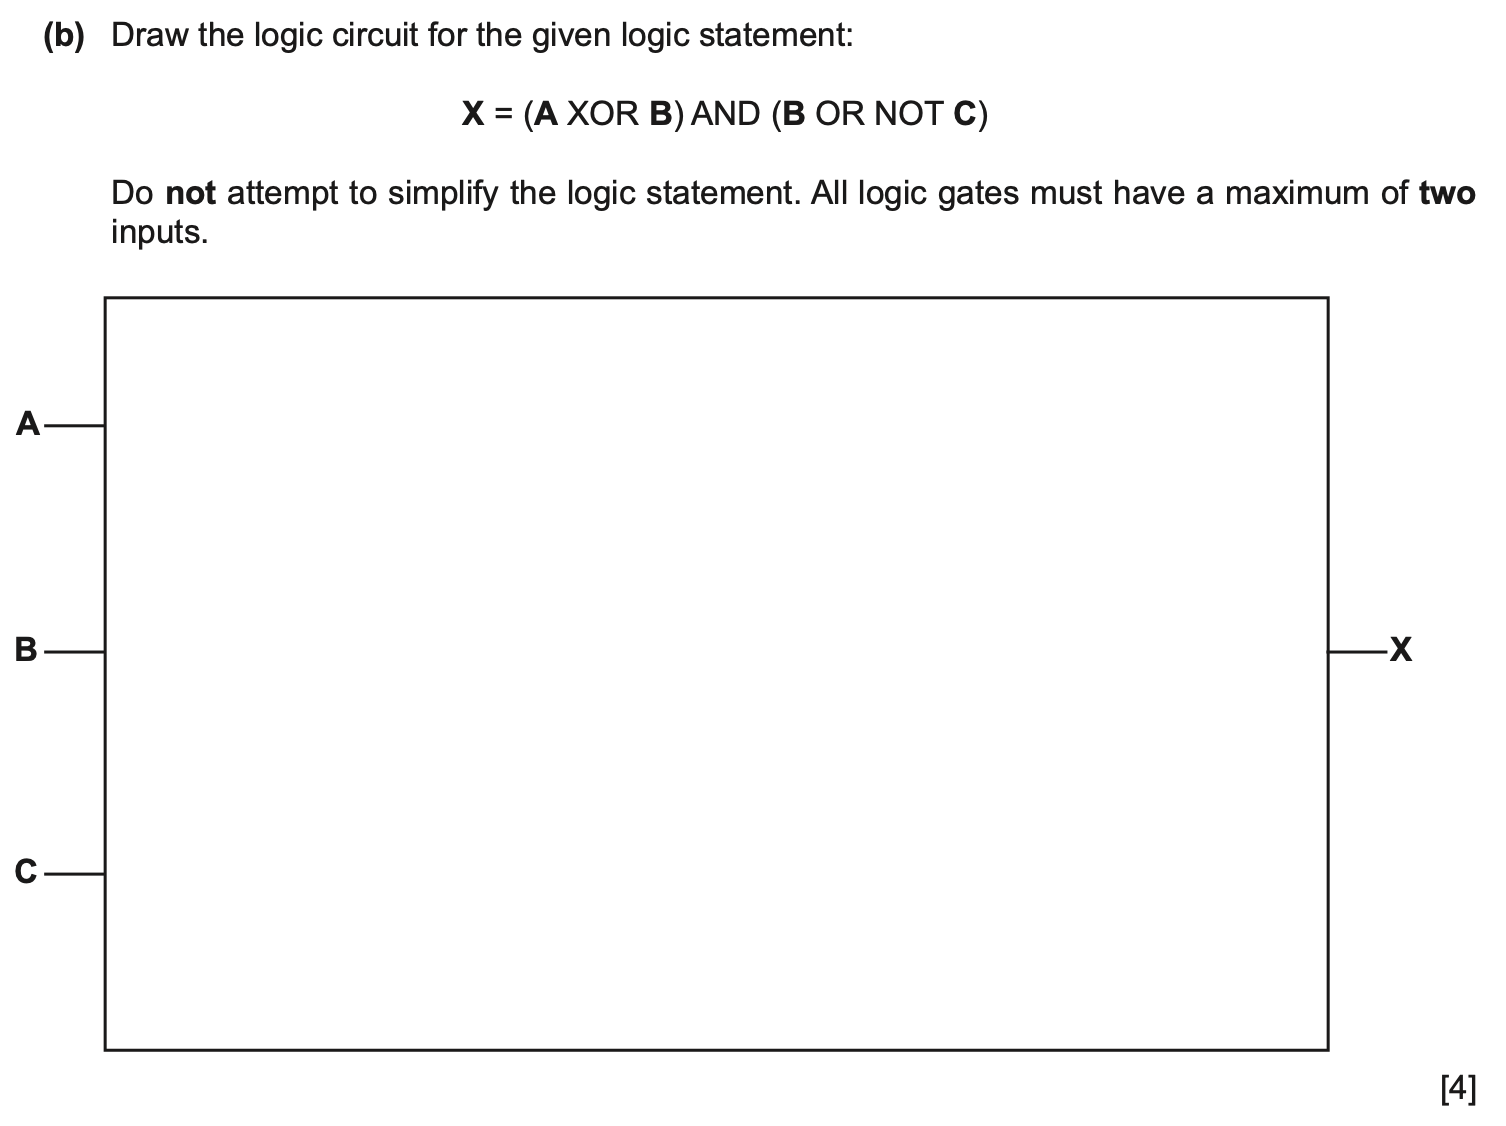 (b) Draw the logic circuit for the given logic statement:
X = (A XOR B) AND (B OR NOT C)
Do not attempt to simplify the logic statement. All logic gates must have a maximum of two
inputs.
A
B
X
C
[4]